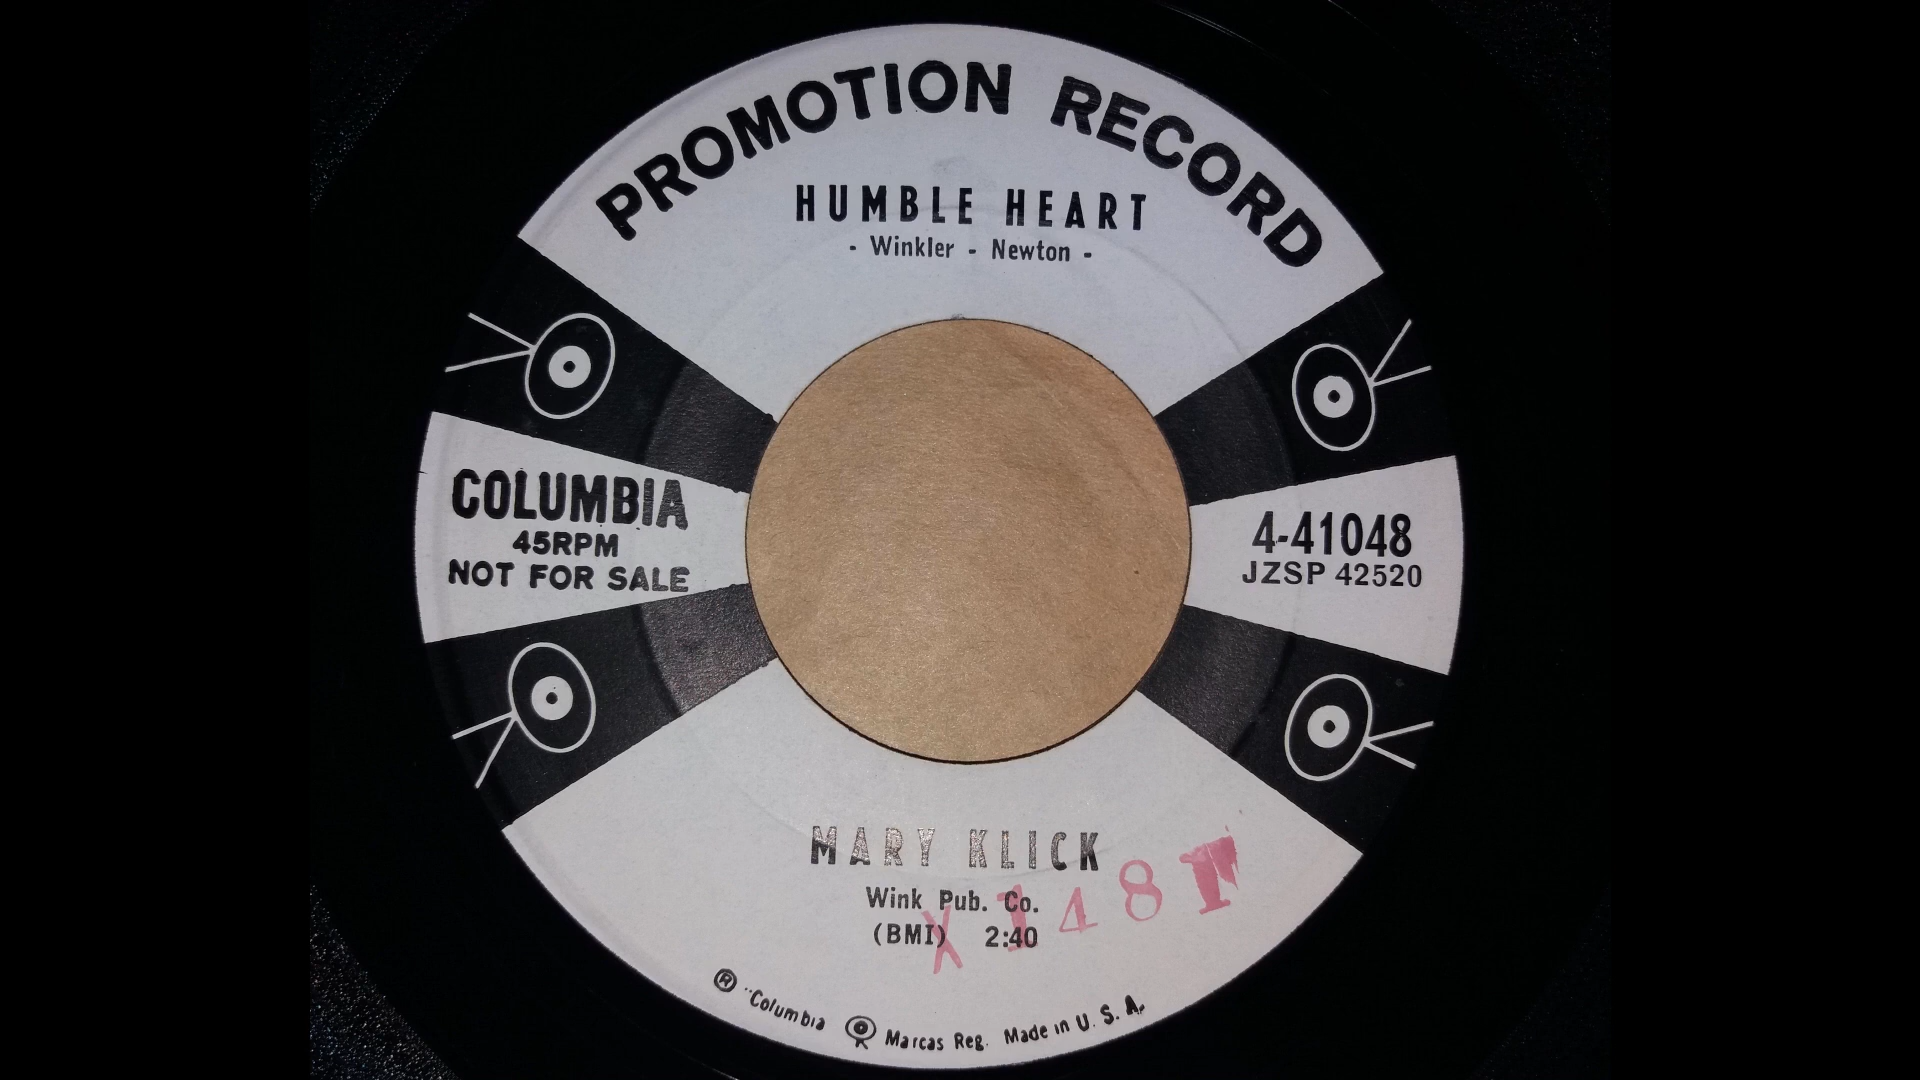 PROMOTION RECORD
HUMBLE HEART
- Winkler - Newton -
COLUMBIA
45RPM
NOT FOR SALE
4-41048
JZSP 42520
MARY KLICK
Wink Pub. Co.
(BMI) 2:40
X 148
® "Columbia Marcas Reg. Made in U. S. A.